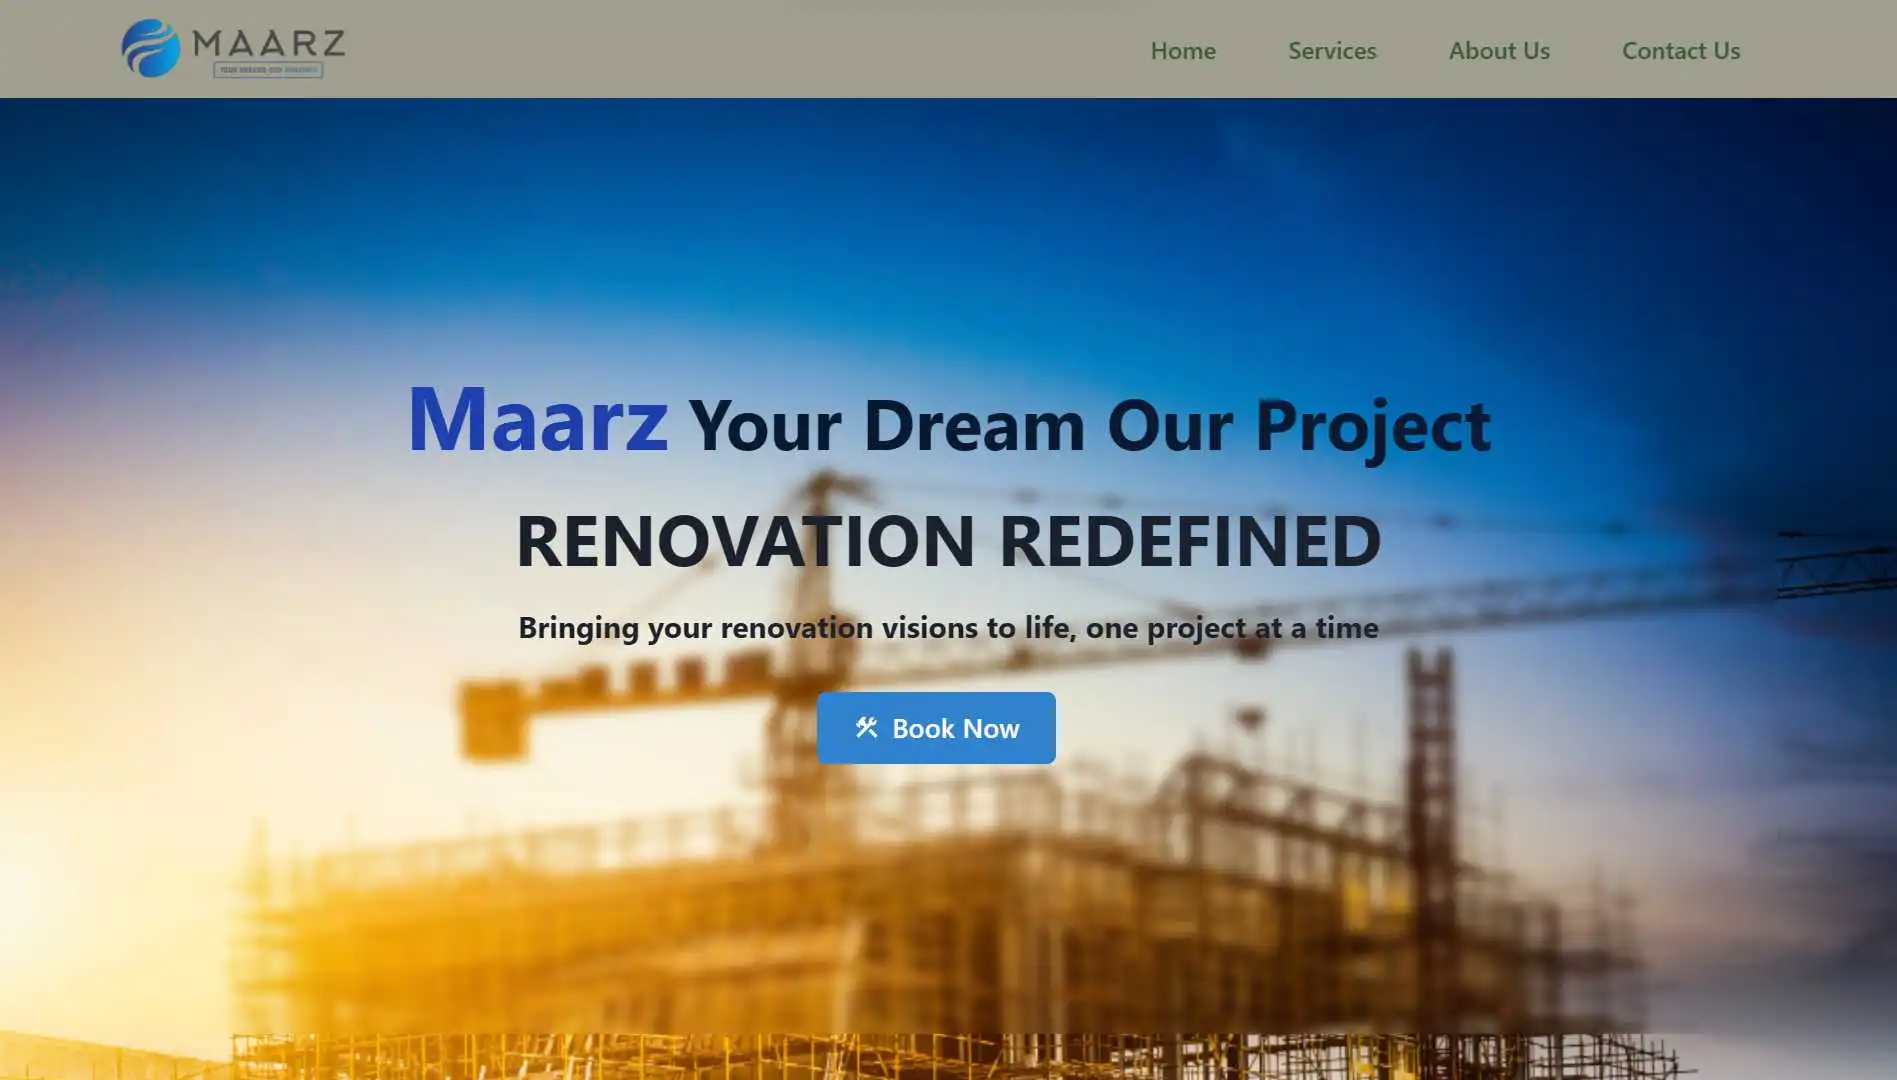 MAARZ
Home
Services
About Us
Contact Us
Maarz Your Dream Our Project
RENOVATION REDEFINED
Bringing your renovation visions to life, one project at a time
Book Now